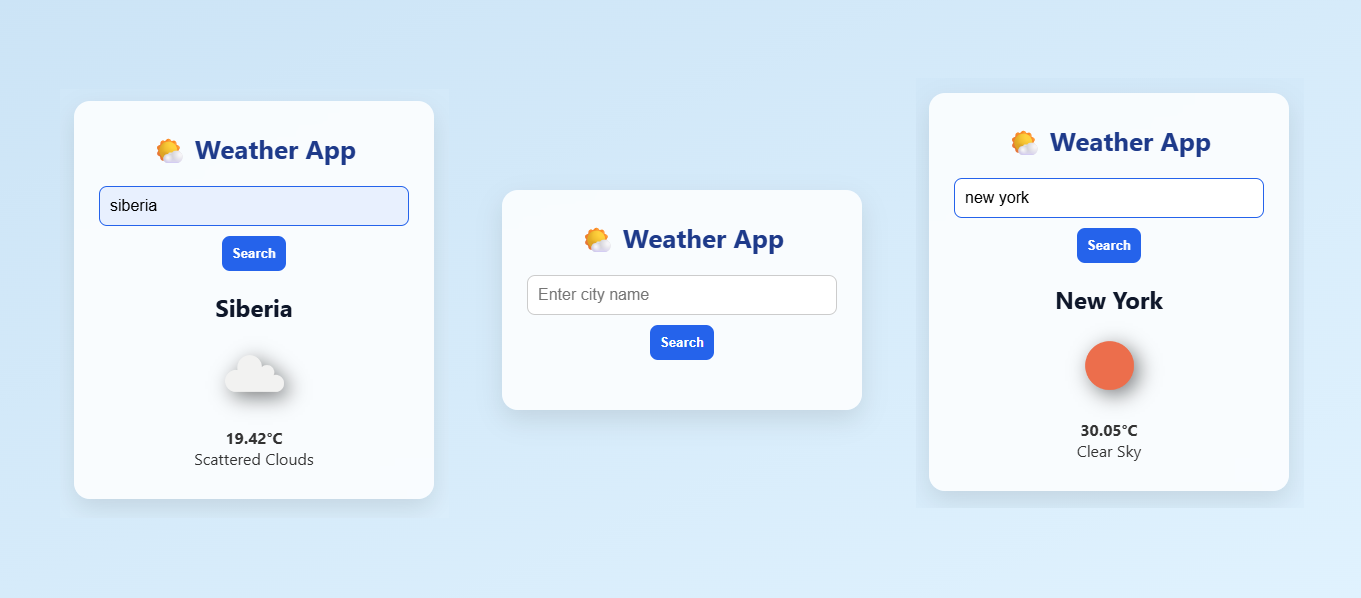 Weather App
siberia
Search
Siberia
19.42°C
Scattered Clouds
Weather App
Enter city name
Search
Weather App
new york
Search
New York
30.05°C
Clear Sky